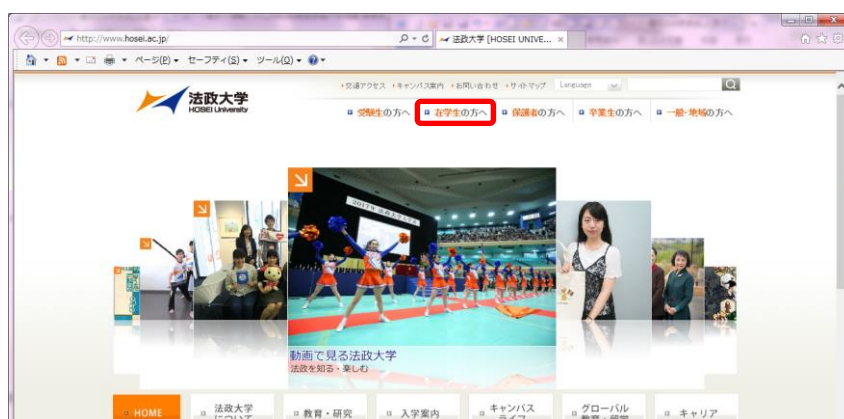 http://www.hosei.ac.jp/
法政大学 [HOSEI UNIVE...
ページ(P) セーフティ(S) ツール(O)
交通アクセス キャンパス案内 お問い合わせ サイトマップ Language
法政大学
HOSEI University
受験生の方へ 在学生の方へ 保護者の方へ 卒業生の方へ 一般・地域の方へ
動画で見る法政大学
法政を知る・楽しむ
HOME 法政大学について 教育・研究 入学案内 キャンパスライフ グローバル教育・留学 キャリア